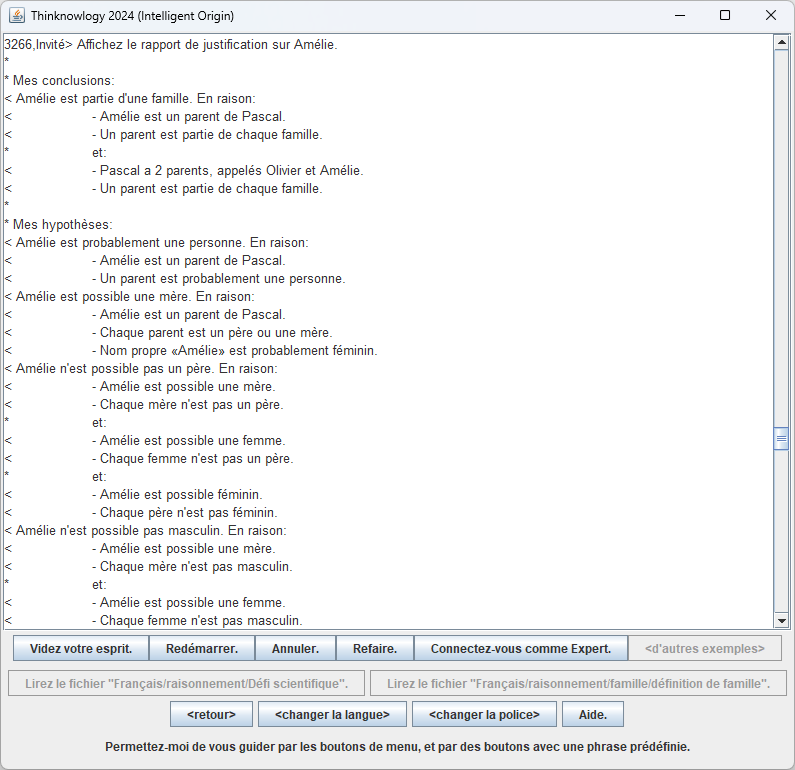 Thinknowlogy 2024 (Intelligent Origin)
3266,Invité> Affichez le rapport de justification sur Amélie.
*
* Mes conclusions:
< Amélie est partie d'une famille. En raison:
< - Amélie est un parent de Pascal.
< - Un parent est partie de chaque famille.
* et:
< - Pascal a 2 parents, appelés Olivier et Amélie.
< - Un parent est partie de chaque famille.
*
* Mes hypothèses:
< Amélie est probablement une personne. En raison:
< - Amélie est un parent de Pascal.
< - Un parent est probablement une personne.
< Amélie est possible une mère. En raison:
< - Amélie est un parent de Pascal.
< - Chaque parent est un père ou une mère.
< - Nom propre «Amélie» est probablement féminin.
< Amélie n'est possible pas un père. En raison:
< - Amélie est possible une mère.
< - Chaque mère n'est pas un père.
* et:
< - Amélie est possible une femme.
< - Chaque femme n'est pas un père.
* et:
< - Amélie est possible féminin.
< - Chaque père n'est pas féminin.
< Amélie n'est possible pas masculin. En raison:
< - Amélie est possible une mère.
< - Chaque mère n'est pas masculin.
* et:
< - Amélie est possible une femme.
< - Chaque femme n'est pas masculin.
Videz votre esprit. Redémarrer. Annuler. Refaire. Connectez-vous comme Expert. <d'autres exemples>
Lirez le fichier "Français/raisonnement/Défi scientifique". Lirez le fichier "Français/raisonnement/famille/définition de famille".
<retour> <changer la langue> <changer la police> Aide.
Permettez-moi de vous guider par les boutons de menu, et par des boutons avec une phrase prédéfinie.